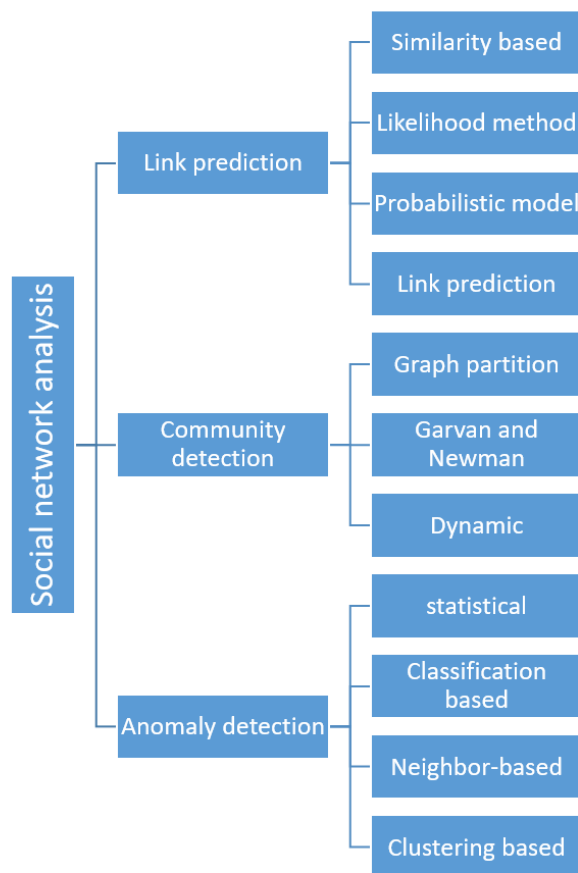 Social network analysis
Link prediction
Similarity based
Likelihood method
Probabilistic model
Link prediction
Community
detection
Graph partition
Garvan and
Newman
Dynamic
Anomaly detection
statistical
Classification
based
Neighbor-based
Clustering based